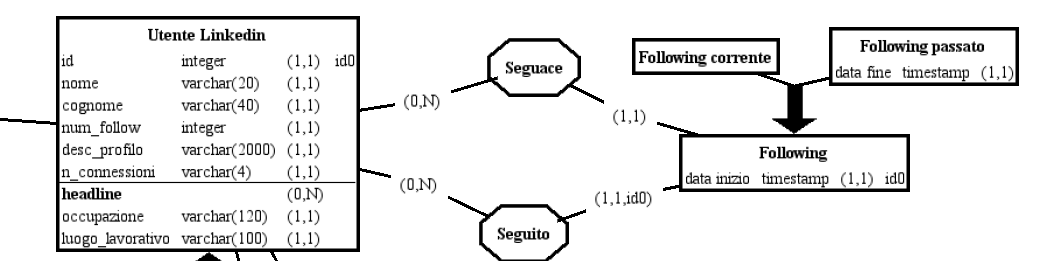 Utente Linkedin
id integer (1,1) id0
nome varchar(20) (1,1)
cognome varchar(40) (1,1)
num_follow integer (1,1)
desc_profilo varchar(2000) (1,1)
n_connessioni varchar(4) (1,1)
headline (0,N)
occupazione varchar(120) (1,1)
luogo_lavorativo varchar(100) (1,1)
(0,N)
Seguace
(1,1)
(0,N)
Seguito
(1,1,id0)
Following corrente
Following passato
data fine timestamp (1,1)
Following
data inizio timestamp (1,1) id0